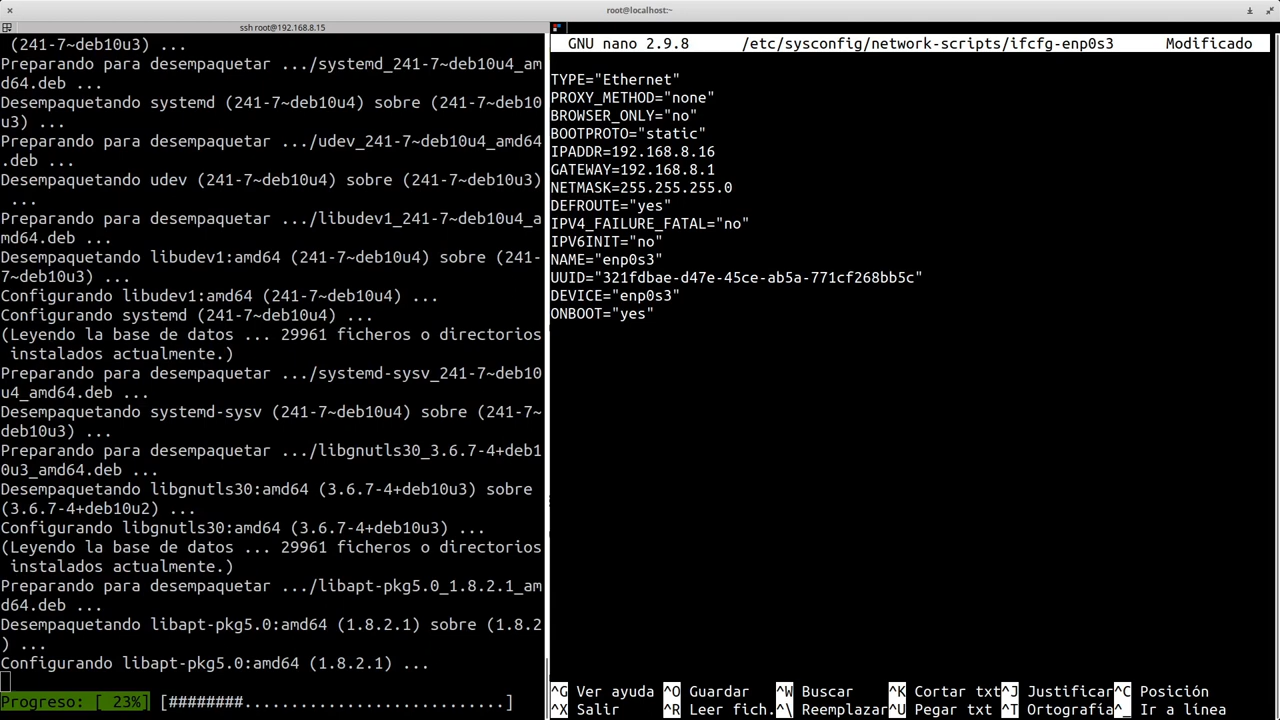 root@localhost:~
ssh root@192.168.8.15
(241-7~deb10u3) ...
Preparando para desempaquetar .../systemd_241-7~deb10u4_am
d64.deb ...
Desempaquetando systemd (241-7~deb10u4) sobre (241-7~deb10
u3) ...
Preparando para desempaquetar .../udev_241-7~deb10u4_amd64
.deb ...
Desempaquetando udev (241-7~deb10u4) sobre (241-7~deb10u3)
...
Preparando para desempaquetar .../libudev1_241-7~deb10u4_a
md64.deb ...
Desempaquetando libudev1:amd64 (241-7~deb10u4) sobre (241-
7~deb10u3) ...
Configurando libudev1:amd64 (241-7~deb10u4) ...
Configurando systemd (241-7~deb10u4) ...
(Leyendo la base de datos ... 29961 ficheros o directorios
instalados actualmente.)
Preparando para desempaquetar .../systemd-sysv_241-7~deb10
u4_amd64.deb ...
Desempaquetando systemd-sysv (241-7~deb10u4) sobre (241-7~
deb10u3) ...
Preparando para desempaquetar .../libgnutls30_3.6.7-4+deb1
0u3_amd64.deb ...
Desempaquetando libgnutls30:amd64 (3.6.7-4+deb10u3) sobre
(3.6.7-4+deb10u2) ...
Configurando libgnutls30:amd64 (3.6.7-4+deb10u3) ...
(Leyendo la base de datos ... 29961 ficheros o directorios
instalados actualmente.)
Preparando para desempaquetar .../libapt-pkg5.0_1.8.2.1_am
d64.deb ...
Desempaquetando libapt-pkg5.0:amd64 (1.8.2.1) sobre (1.8.2
) ...
Configurando libapt-pkg5.0:amd64 (1.8.2.1) ...
Progreso: [ 23%] [########..............................]
GNU nano 2.9.8 /etc/sysconfig/network-scripts/ifcfg-enp0s3 Modificado
TYPE="Ethernet"
PROXY_METHOD="none"
BROWSER_ONLY="no"
BOOTPROTO="static"
IPADDR=192.168.8.16
GATEWAY=192.168.8.1
NETMASK=255.255.255.0
DEFROUTE="yes"
IPV4_FAILURE_FATAL="no"
IPV6INIT="no"
NAME="enp0s3"
UUID="321fdbae-d47e-45ce-ab5a-771cf268bb5c"
DEVICE="enp0s3"
ONBOOT="yes"
^G Ver ayuda ^O Guardar ^W Buscar ^K Cortar txt^J Justificar^C Posición
^X Salir ^R Leer fich.^\ Reemplazar^U Pegar txt ^T Ortografía^_ Ir a línea